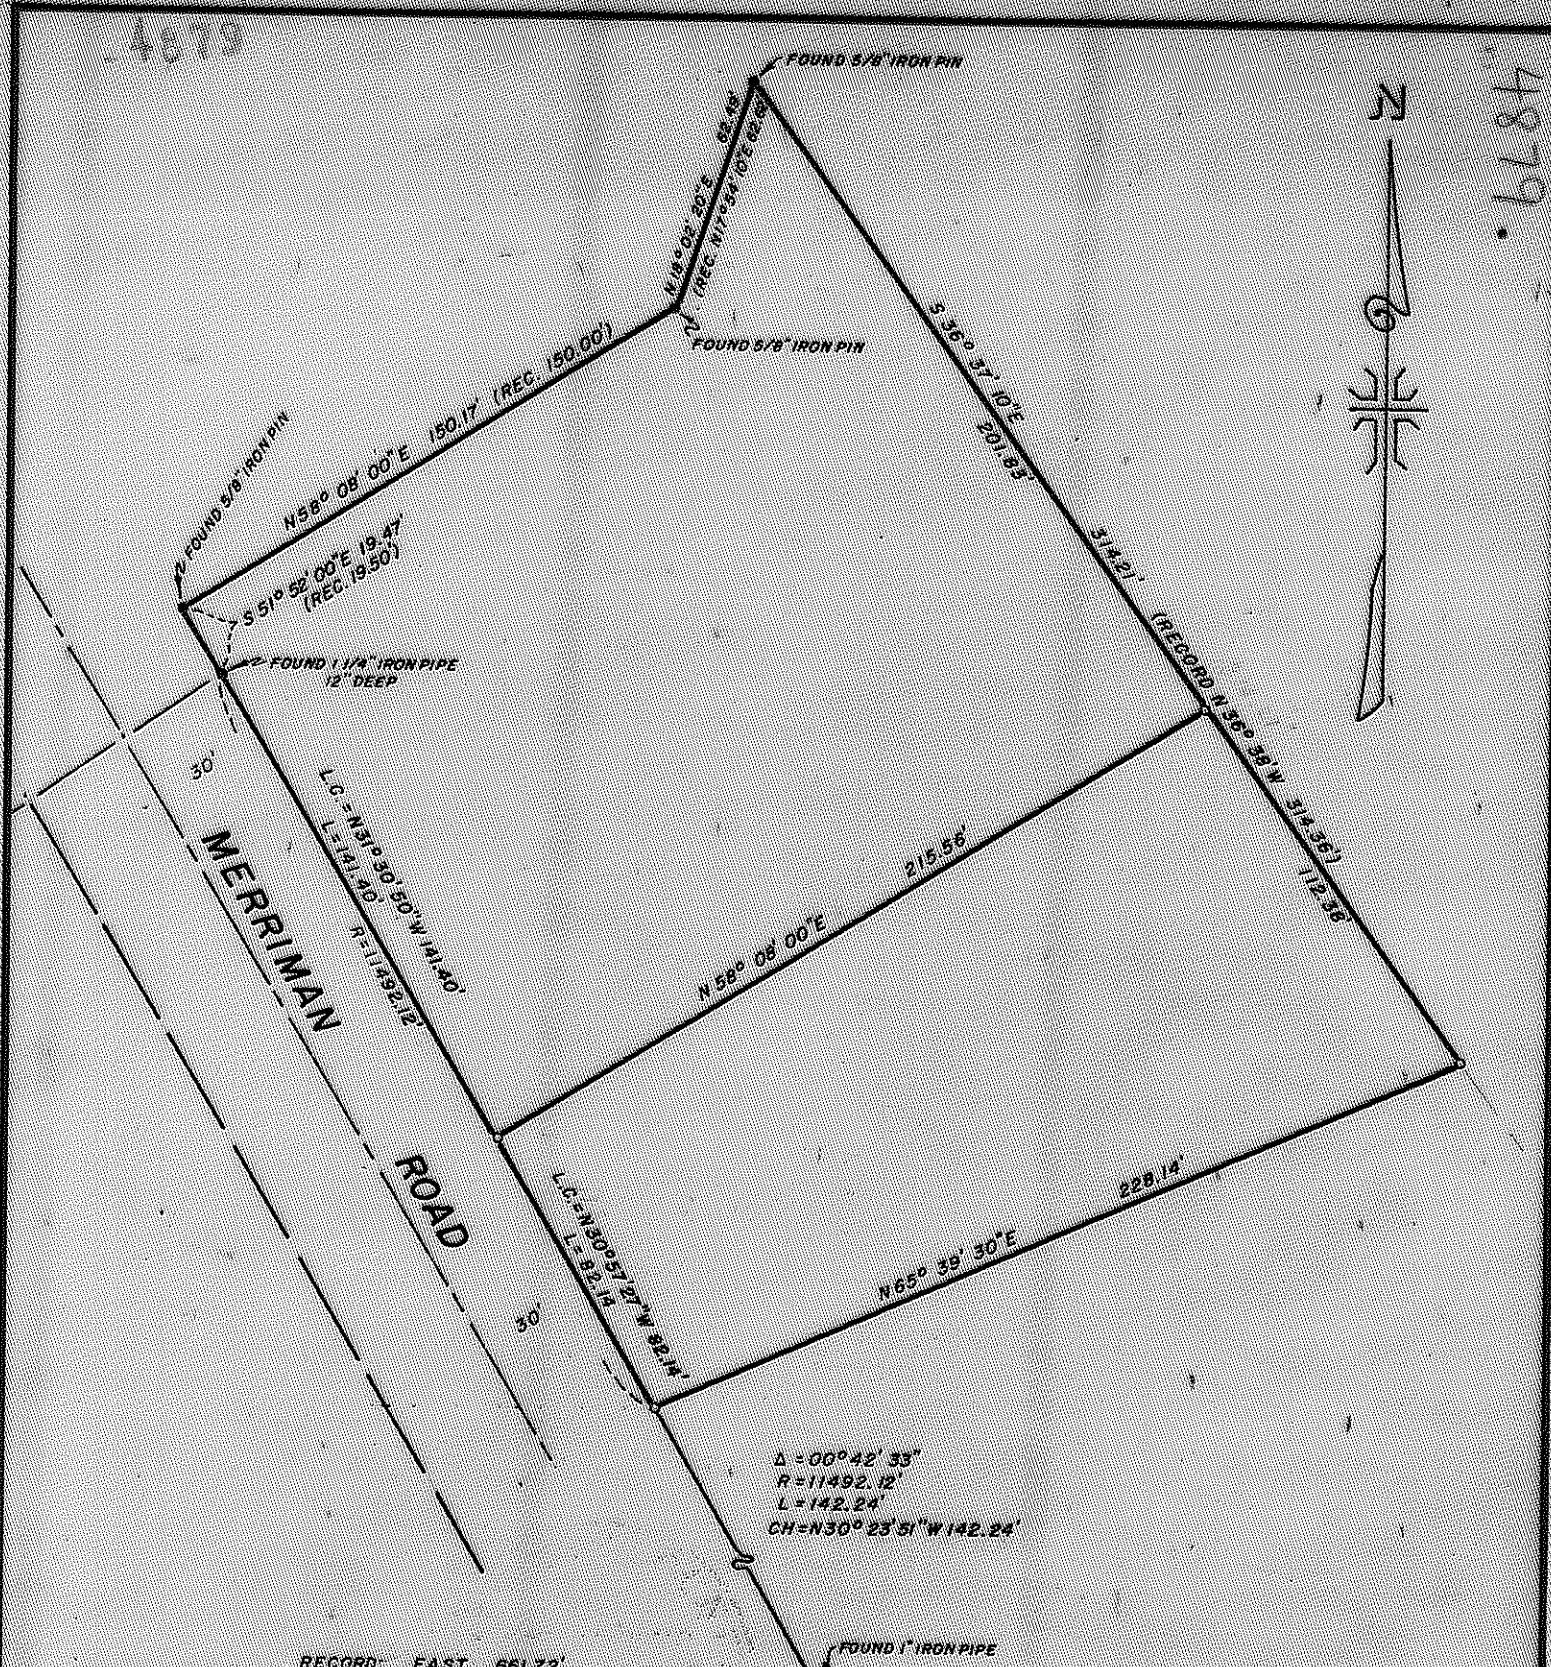 4879
4879
N
FOUND 5/8" IRON PIN
N 18° 02' 20" E 62.49'
(REC. N 17° 54' 10" E 62.69')
FOUND 5/8" IRON PIN
S 36° 37' 10" E
201.83'
314.21'
(RECORD N 36° 38' W 314.36')
112.38'
N 58° 08' 00" E 150.17' (REC. 150.00')
FOUND 5/8" IRON PIN
S 51° 52' 00" E 19.47'
(REC. 19.50')
FOUND 1 1/4" IRON PIPE
12" DEEP
30'
MERRIMAN
ROAD
30'
L.C. = N 31° 30' 50" W 141.40'
L = 141.40'
R = 11492.12'
N 58° 08' 00" E
215.56'
L.C. = N 30° 57' 27" W 82.14'
L = 82.14
N 65° 39' 30" E
228.14'
Δ = 00° 42' 33"
R = 11492.12'
L = 142.24'
CH = N 30° 23' 51" W 142.24'
FOUND 1" IRON PIPE
RECORD: EAST 661.72'